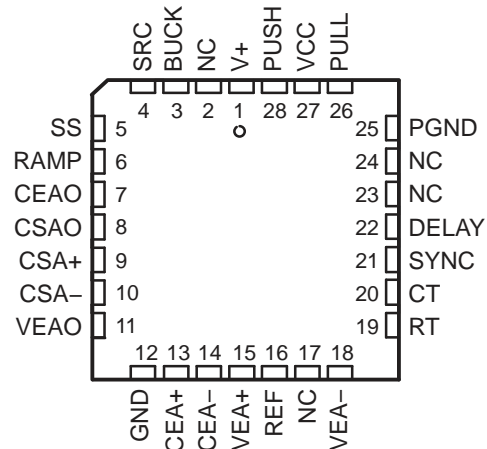 SRC BUCK NC V+ PUSH VCC PULL
4 3 2 1 28 27 26
SS 5 25 PGND
RAMP 6 24 NC
CEAO 7 23 NC
CSAO 8 22 DELAY
CSA+ 9 21 SYNC
CSA– 10 20 CT
VEAO 11 19 RT
12 13 14 15 16 17 18
GND CEA+ CEA– VEA+ REF NC VEA–